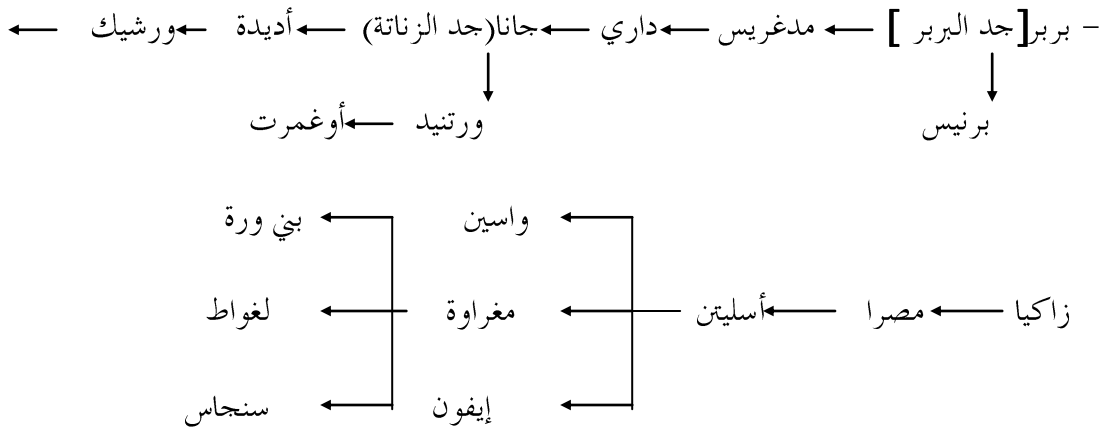 - بربر[جد البربر ] ← مدغريس ← داري ← جانا(جد الزناتة) ← أديدة ← ورشيك ←
برنيس ورتنيد ← أوغمرت
واسين بني ورة
زاكيا ← مصرا ← أسليتن مغراوة لغواط
إيفون سنجاس